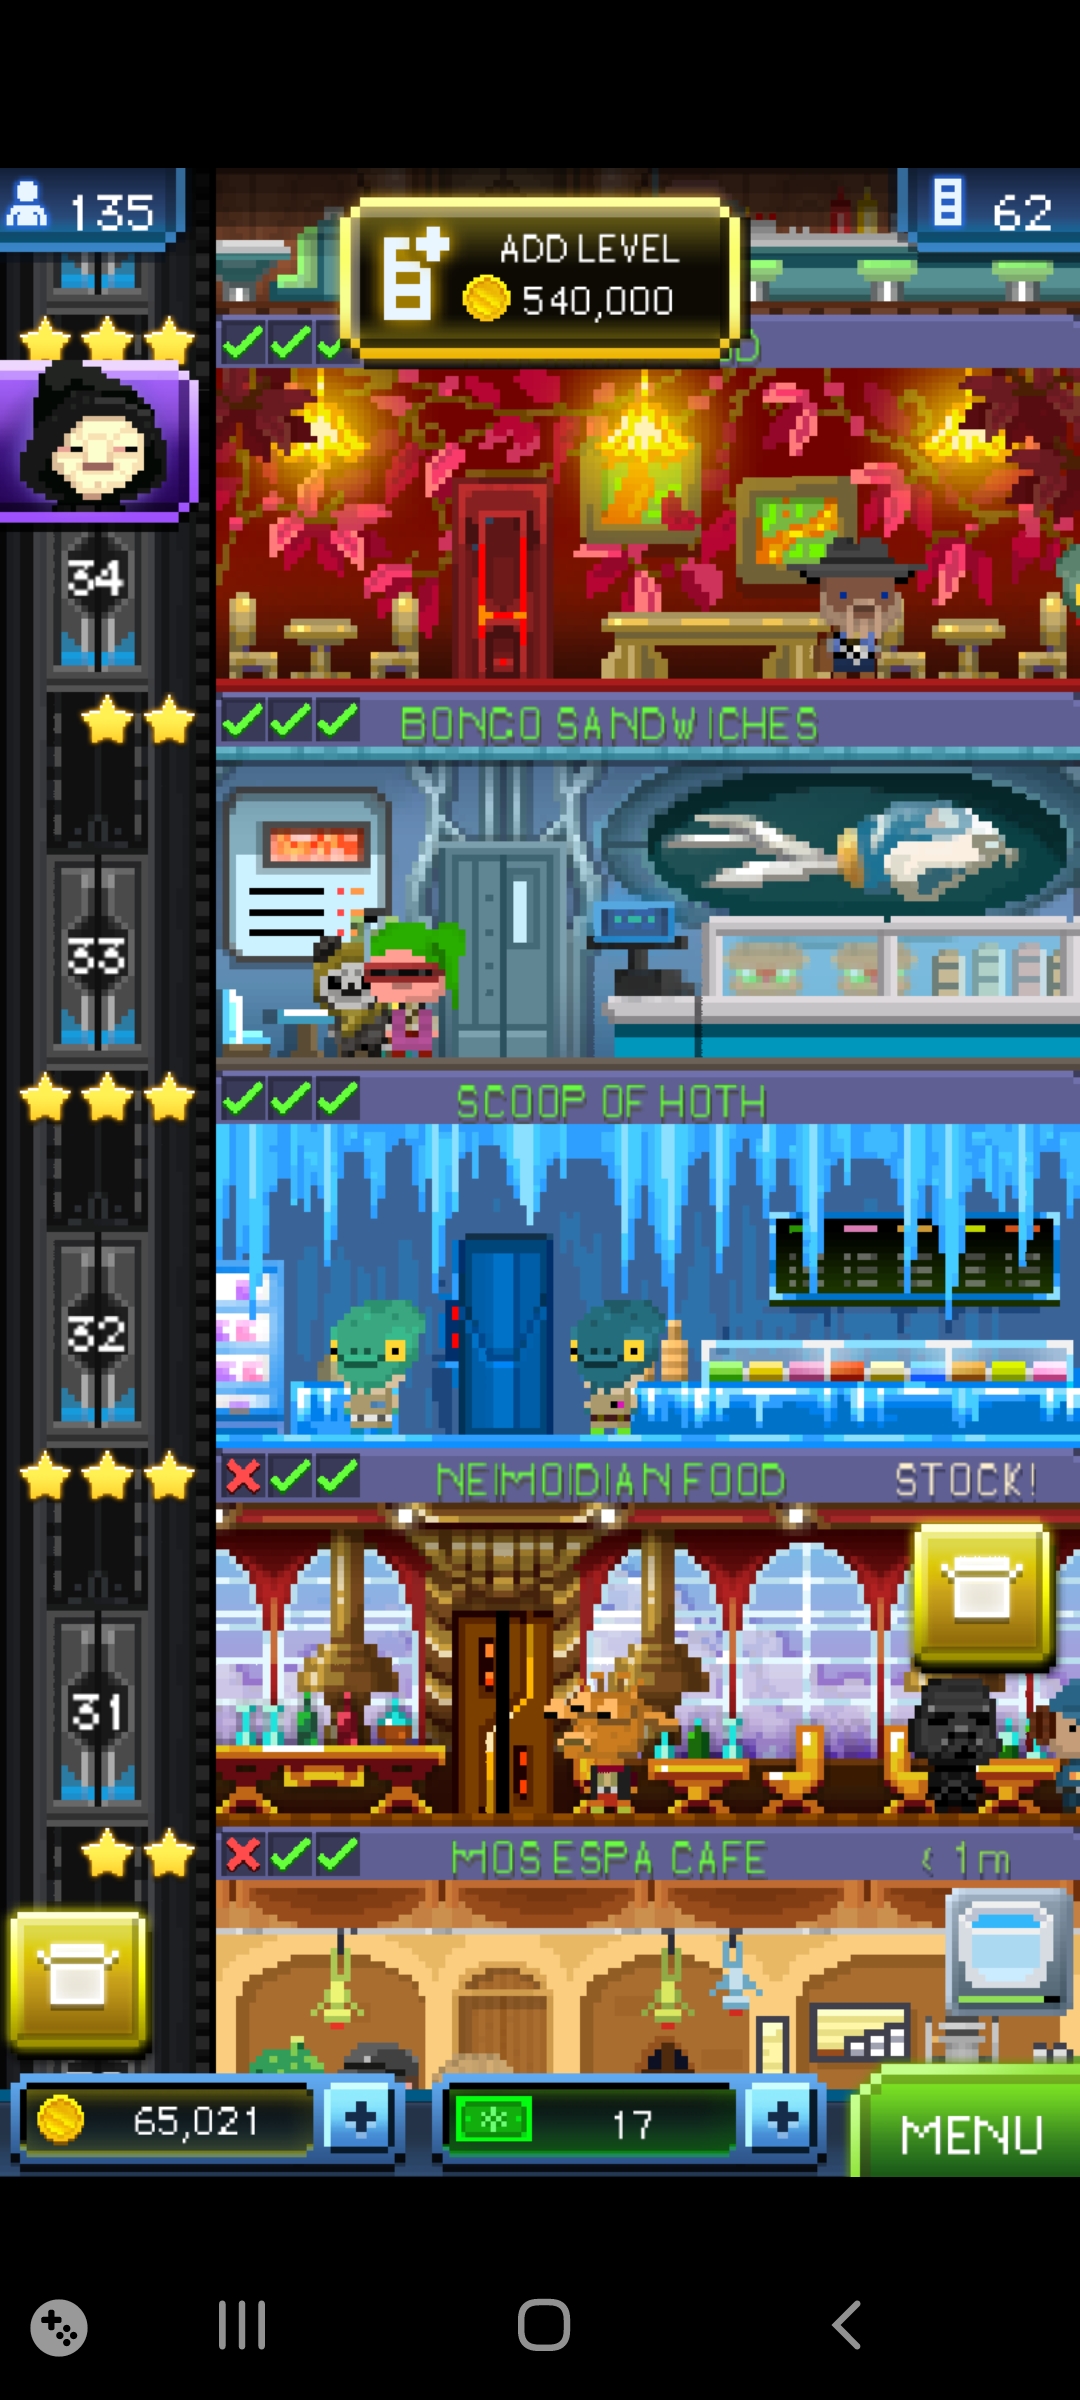 135
62
ADD LEVEL
540,000
34
BONGO SANDWICHES
33
SCOOP OF HOTH
32
NEIMOIDIAN FOOD STOCK!
31
MOS ESPA CAFE < 1m
65,021
17
MENU